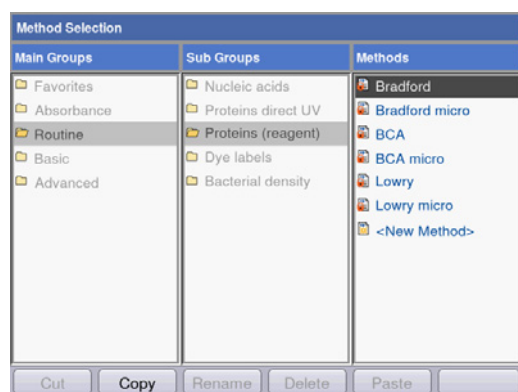 Method Selection
Main Groups
Favorites
Absorbance
Routine
Basic
Advanced
Sub Groups
Nucleic acids
Proteins direct UV
Proteins (reagent)
Dye labels
Bacterial density
Methods
Bradford
Bradford micro
BCA
BCA micro
Lowry
Lowry micro
<New Method>
Cut Copy Rename Delete Paste